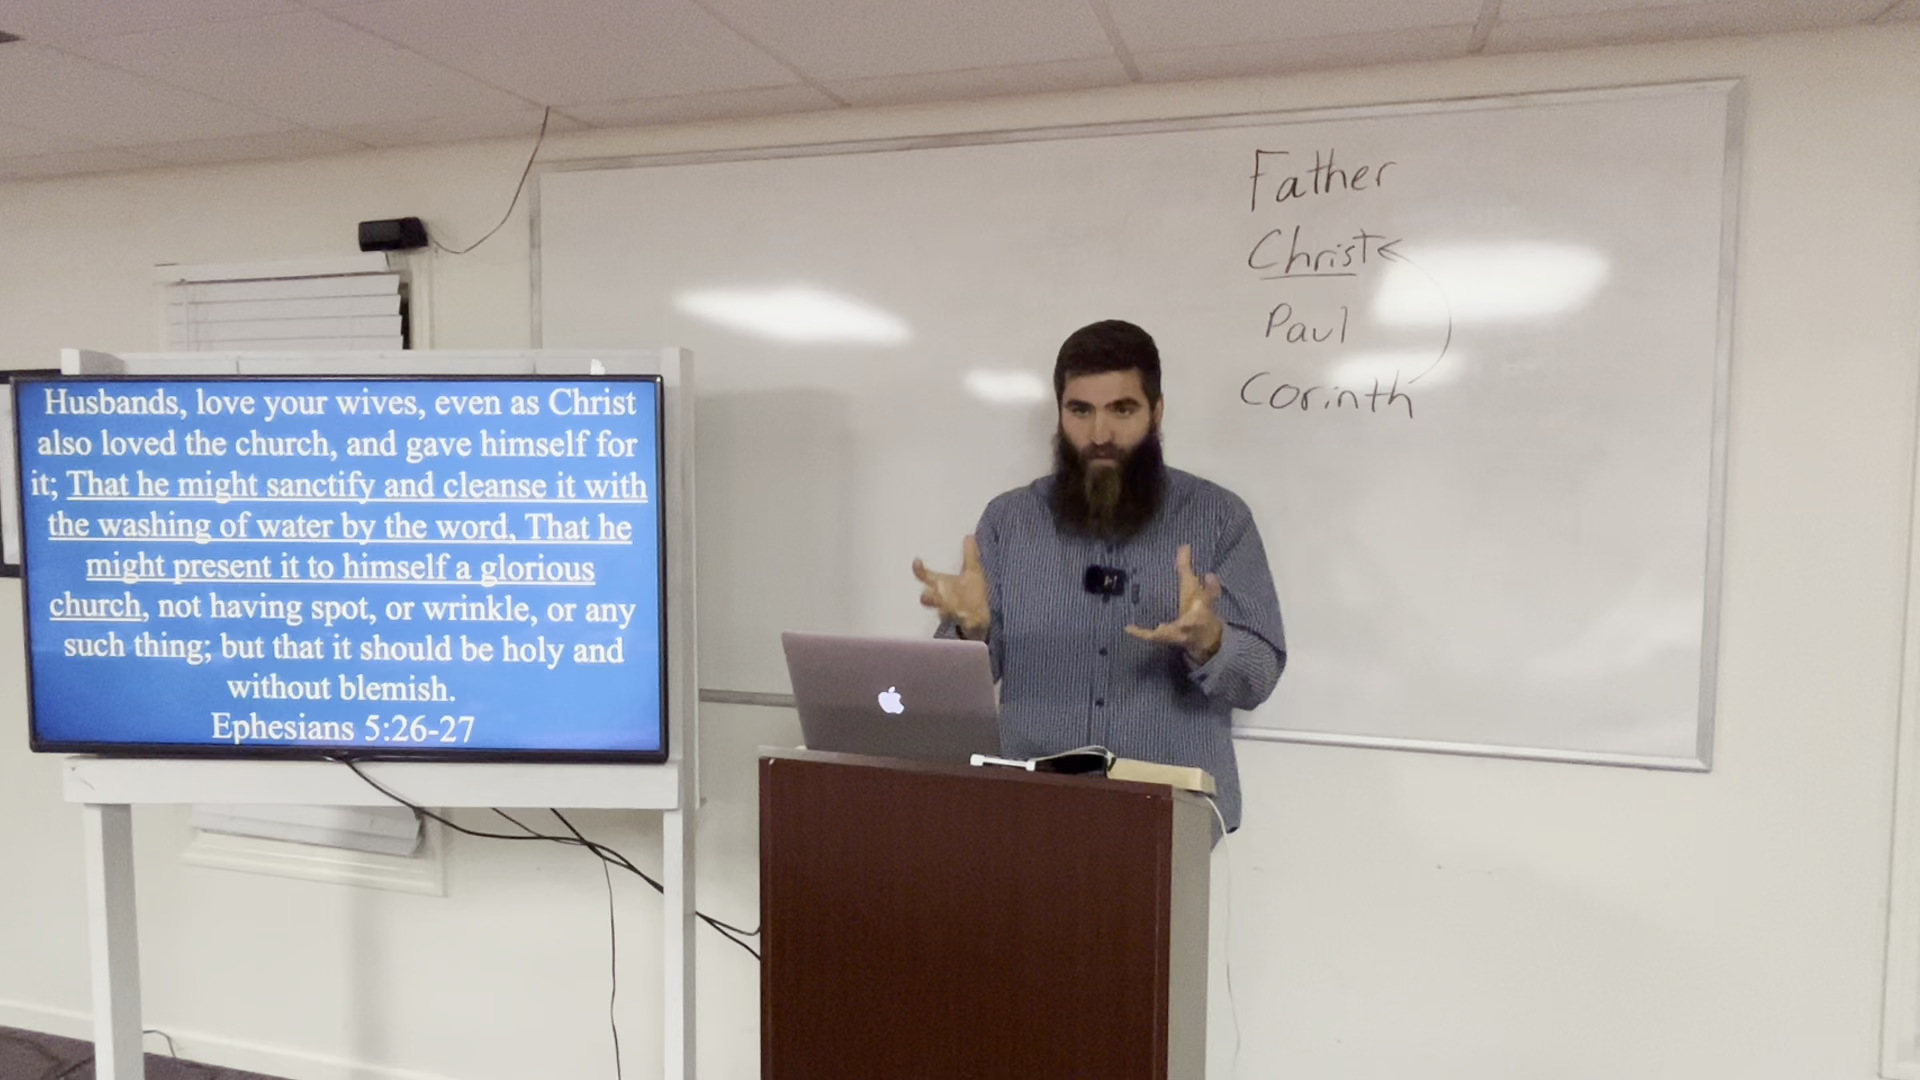 Husbands, love your wives, even as Christ
also loved the church, and gave himself for
it; That he might sanctify and cleanse it with
the washing of water by the word, That he
might present it to himself a glorious
church, not having spot, or wrinkle, or any
such thing; but that it should be holy and
without blemish.
Ephesians 5:26-27
Father
Christ
Paul
Corinth